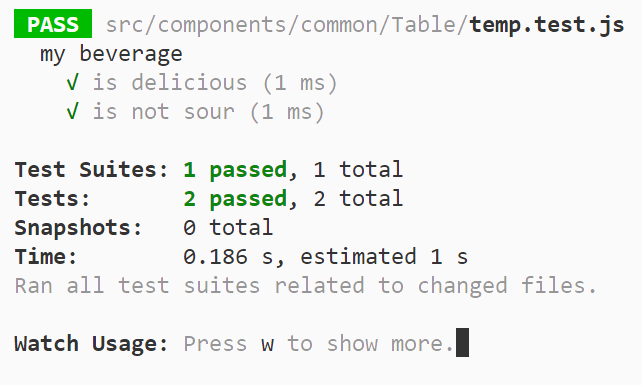 PASS src/components/common/Table/temp.test.js
my beverage
√ is delicious (1 ms)
√ is not sour (1 ms)
Test Suites: 1 passed, 1 total
Tests: 2 passed, 2 total
Snapshots: 0 total
Time: 0.186 s, estimated 1 s
Ran all test suites related to changed files.
Watch Usage: Press w to show more.